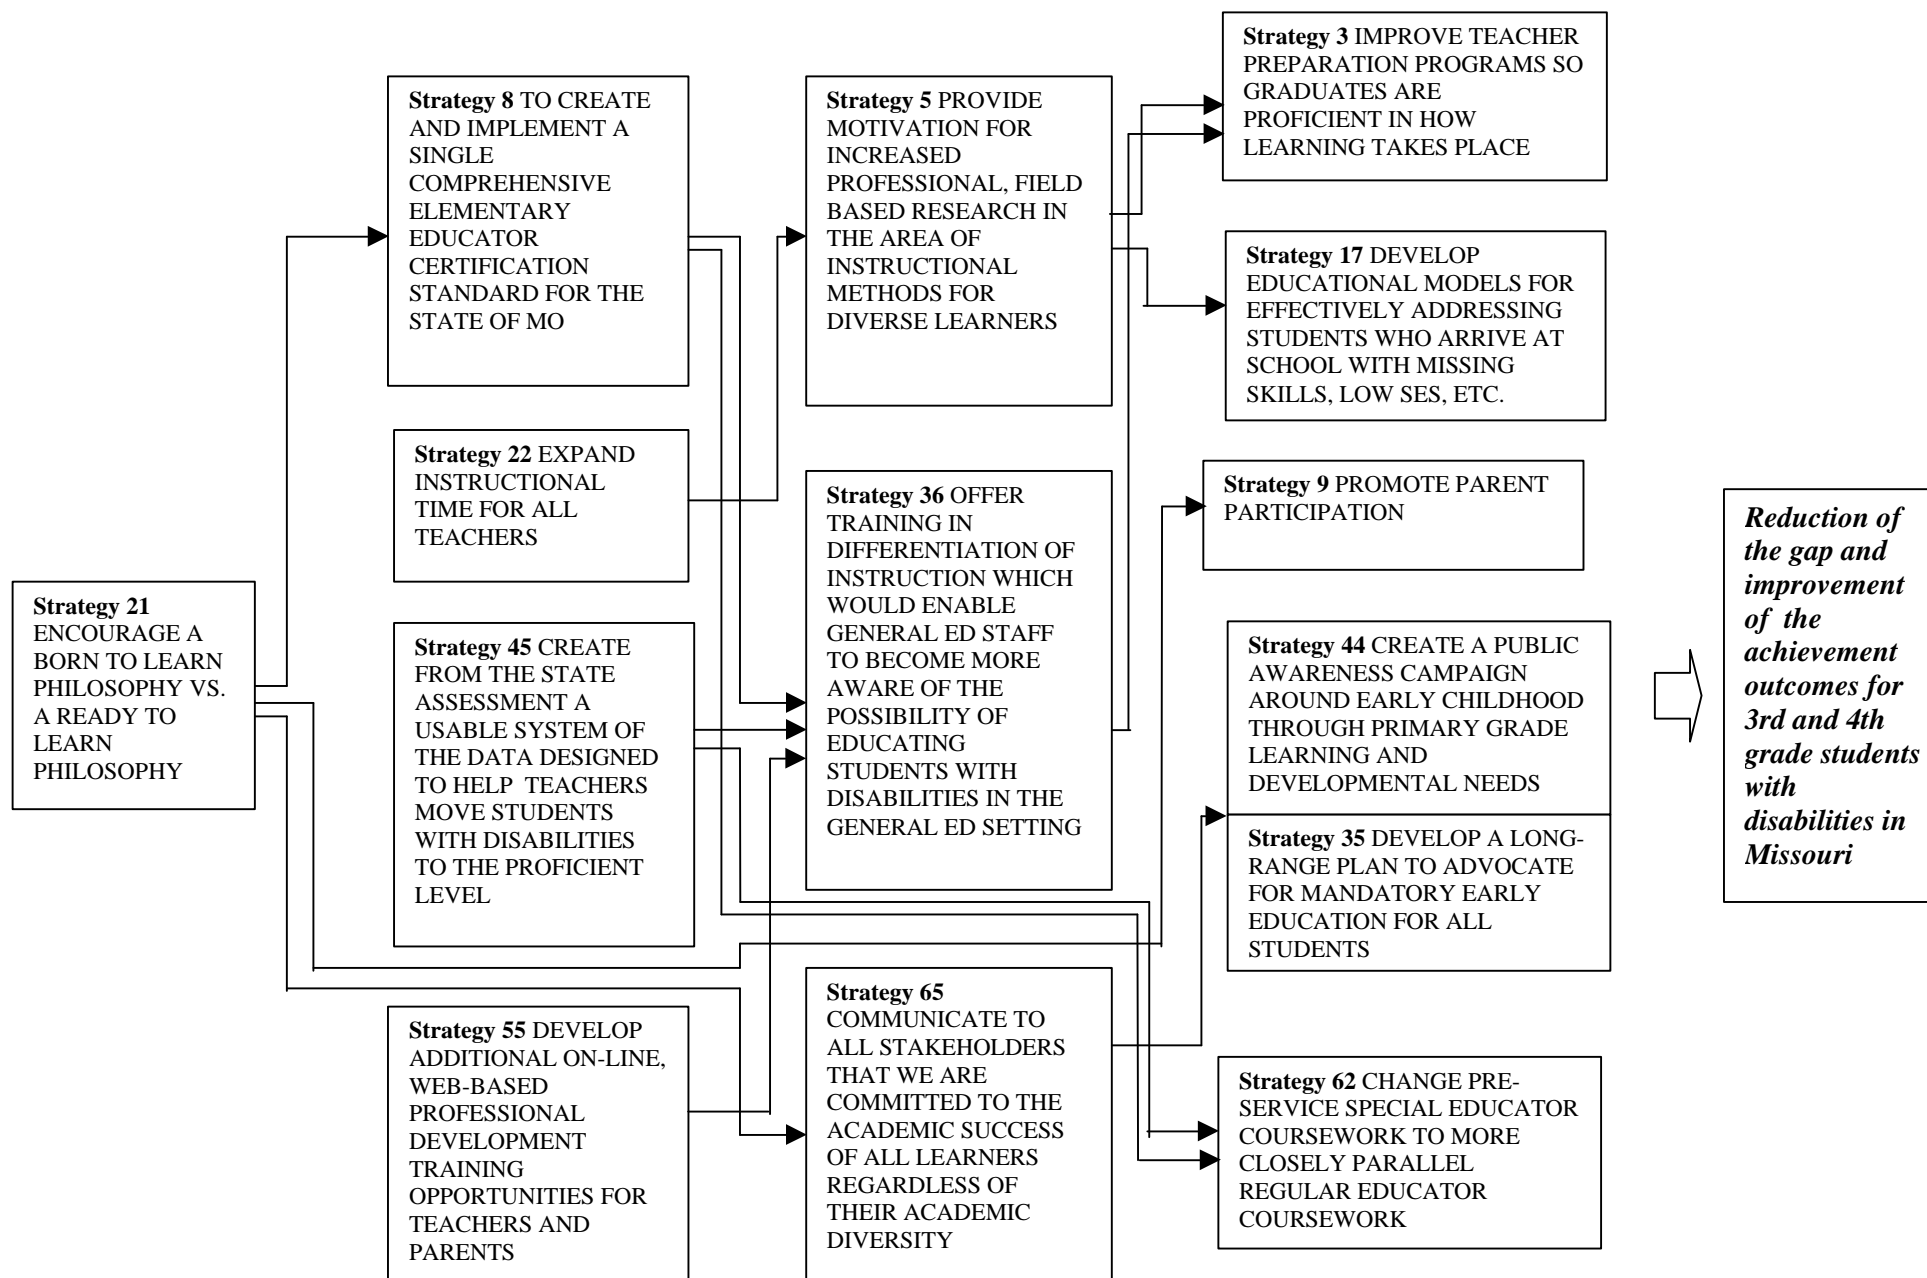 Strategy 21
ENCOURAGE A
BORN TO LEARN
PHILOSOPHY VS.
A READY TO
LEARN
PHILOSOPHY
Strategy 8 TO CREATE
AND IMPLEMENT A
SINGLE
COMPREHENSIVE
ELEMENTARY
EDUCATOR
CERTIFICATION
STANDARD FOR THE
STATE OF MO
Strategy 22 EXPAND
INSTRUCTIONAL
TIME FOR ALL
TEACHERS
Strategy 45 CREATE
FROM THE STATE
ASSESSMENT A
USABLE SYSTEM OF
THE DATA DESIGNED
TO HELP TEACHERS
MOVE STUDENTS
WITH DISABILITIES
TO THE PROFICIENT
LEVEL
Strategy 55 DEVELOP
ADDITIONAL ON-LINE,
WEB-BASED
PROFESSIONAL
DEVELOPMENT
TRAINING
OPPORTUNITIES FOR
TEACHERS AND
PARENTS
Strategy 5 PROVIDE
MOTIVATION FOR
INCREASED
PROFESSIONAL, FIELD
BASED RESEARCH IN
THE AREA OF
INSTRUCTIONAL
METHODS FOR
DIVERSE LEARNERS
Strategy 36 OFFER
TRAINING IN
DIFFERENTIATION OF
INSTRUCTION WHICH
WOULD ENABLE
GENERAL ED STAFF
TO BECOME MORE
AWARE OF THE
POSSIBILITY OF
EDUCATING
STUDENTS WITH
DISABILITIES IN THE
GENERAL ED SETTING
Strategy 65
COMMUNICATE TO
ALL STAKEHOLDERS
THAT WE ARE
COMMITTED TO THE
ACADEMIC SUCCESS
OF ALL LEARNERS
REGARDLESS OF
THEIR ACADEMIC
DIVERSITY
Strategy 3 IMPROVE TEACHER
PREPARATION PROGRAMS SO
GRADUATES ARE
PROFICIENT IN HOW
LEARNING TAKES PLACE
Strategy 17 DEVELOP
EDUCATIONAL MODELS FOR
EFFECTIVELY ADDRESSING
STUDENTS WHO ARRIVE AT
SCHOOL WITH MISSING
SKILLS, LOW SES, ETC.
Strategy 9 PROMOTE PARENT
PARTICIPATION
Strategy 44 CREATE A PUBLIC
AWARENESS CAMPAIGN
AROUND EARLY CHILDHOOD
THROUGH PRIMARY GRADE
LEARNING AND
DEVELOPMENTAL NEEDS
Strategy 35 DEVELOP A LONG-
RANGE PLAN TO ADVOCATE
FOR MANDATORY EARLY
EDUCATION FOR ALL
STUDENTS
Strategy 62 CHANGE PRE-
SERVICE SPECIAL EDUCATOR
COURSEWORK TO MORE
CLOSELY PARALLEL
REGULAR EDUCATOR
COURSEWORK
Reduction of
the gap and
improvement
of the
achievement
outcomes for
3rd and 4th
grade students
with
disabilities in
Missouri